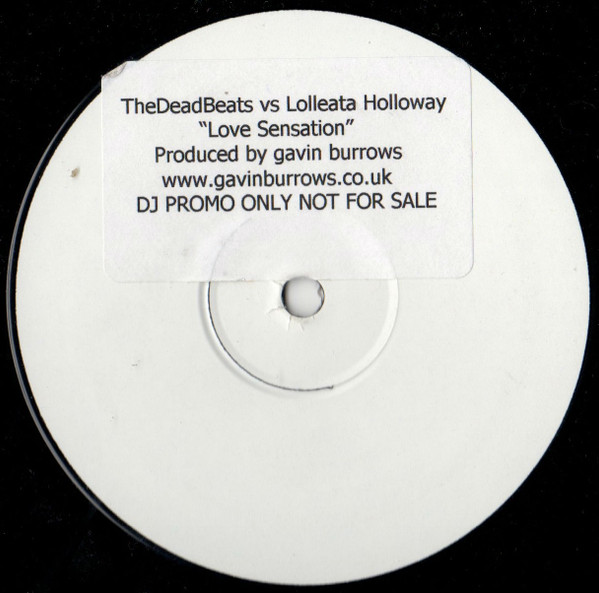 TheDeadBeats vs Lolleata Holloway
“Love Sensation”
Produced by gavin burrows
www.gavinburrows.co.uk
DJ PROMO ONLY NOT FOR SALE